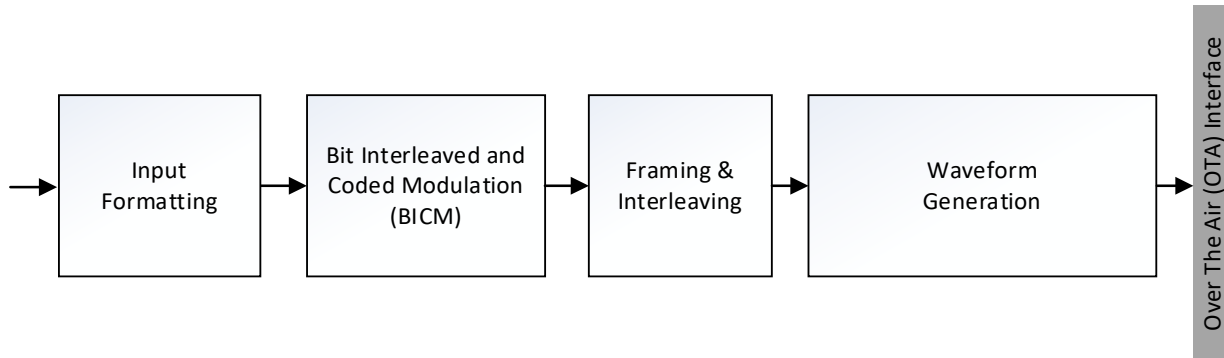 Input
Formatting
Bit Interleaved and
Coded Modulation
(BICM)
Framing &
Interleaving
Waveform
Generation
Over The Air (OTA) Interface